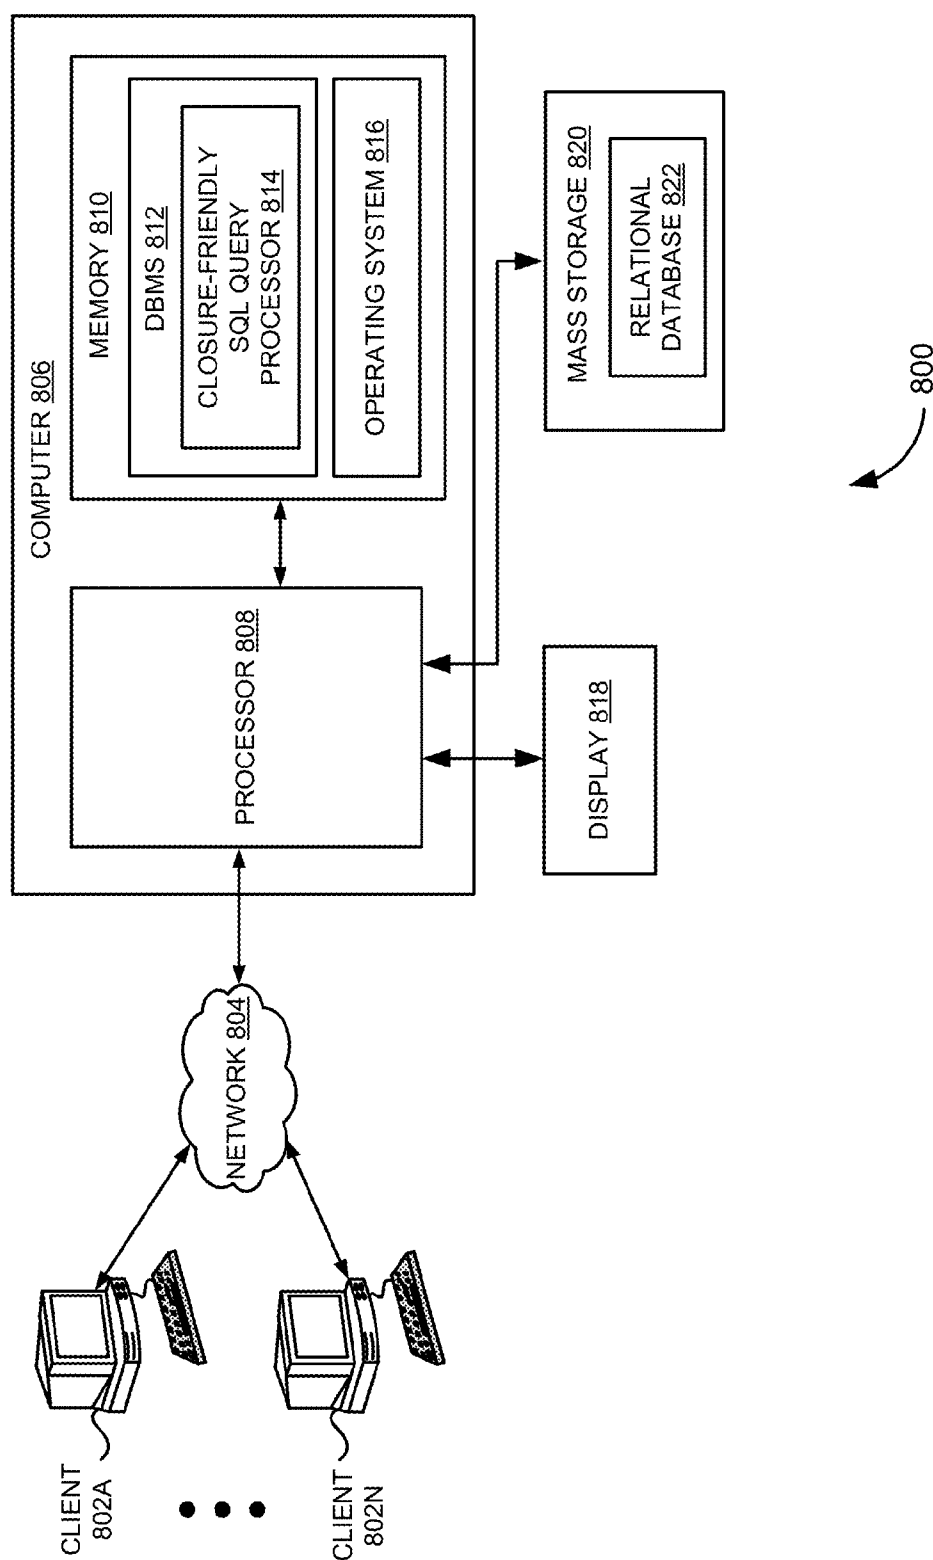 COMPUTER 806
MEMORY 810
DBMS 812
CLOSURE-FRIENDLY
SQL QUERY
PROCESSOR 814
OPERATING SYSTEM 816
PROCESSOR 808
NETWORK 804
CLIENT
802A
CLIENT
802N
DISPLAY 818
MASS STORAGE 820
RELATIONAL
DATABASE 822
800